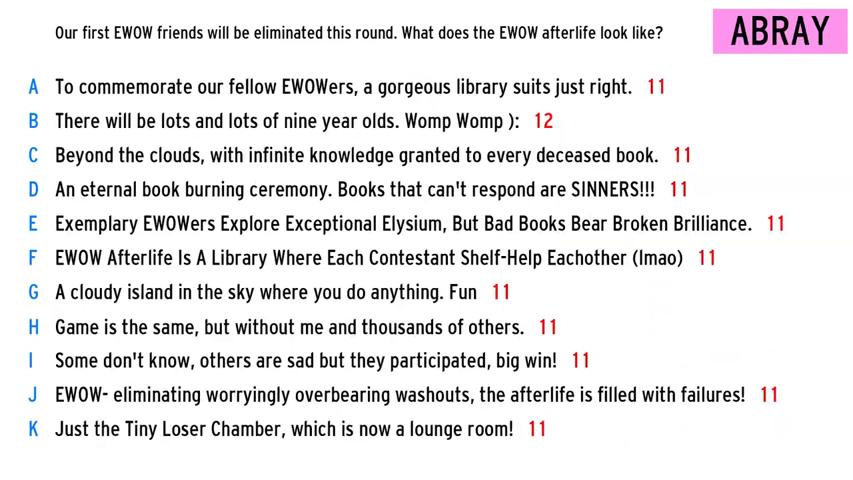 Our first EWOW friends will be eliminated this round. What does the EWOW afterlife look like?
ABRAY
A To commemorate our fellow EWOWers, a gorgeous library suits just right. 11
B There will be lots and lots of nine year olds. Womp Womp ): 12
C Beyond the clouds, with infinite knowledge granted to every deceased book. 11
D An eternal book burning ceremony. Books that can't respond are SINNERS!!! 11
E Exemplary EWOWers Explore Exceptional Elysium, But Bad Books Bear Broken Brilliance. 11
F EWOW Afterlife Is A Library Where Each Contestant Shelf-Help Eachother (lmao) 11
G A cloudy island in the sky where you do anything. Fun 11
H Game is the same, but without me and thousands of others. 11
I Some don't know, others are sad but they participated, big win! 11
J EWOW- eliminating worryingly overbearing washouts, the afterlife is filled with failures! 11
K Just the Tiny Loser Chamber, which is now a lounge room! 11